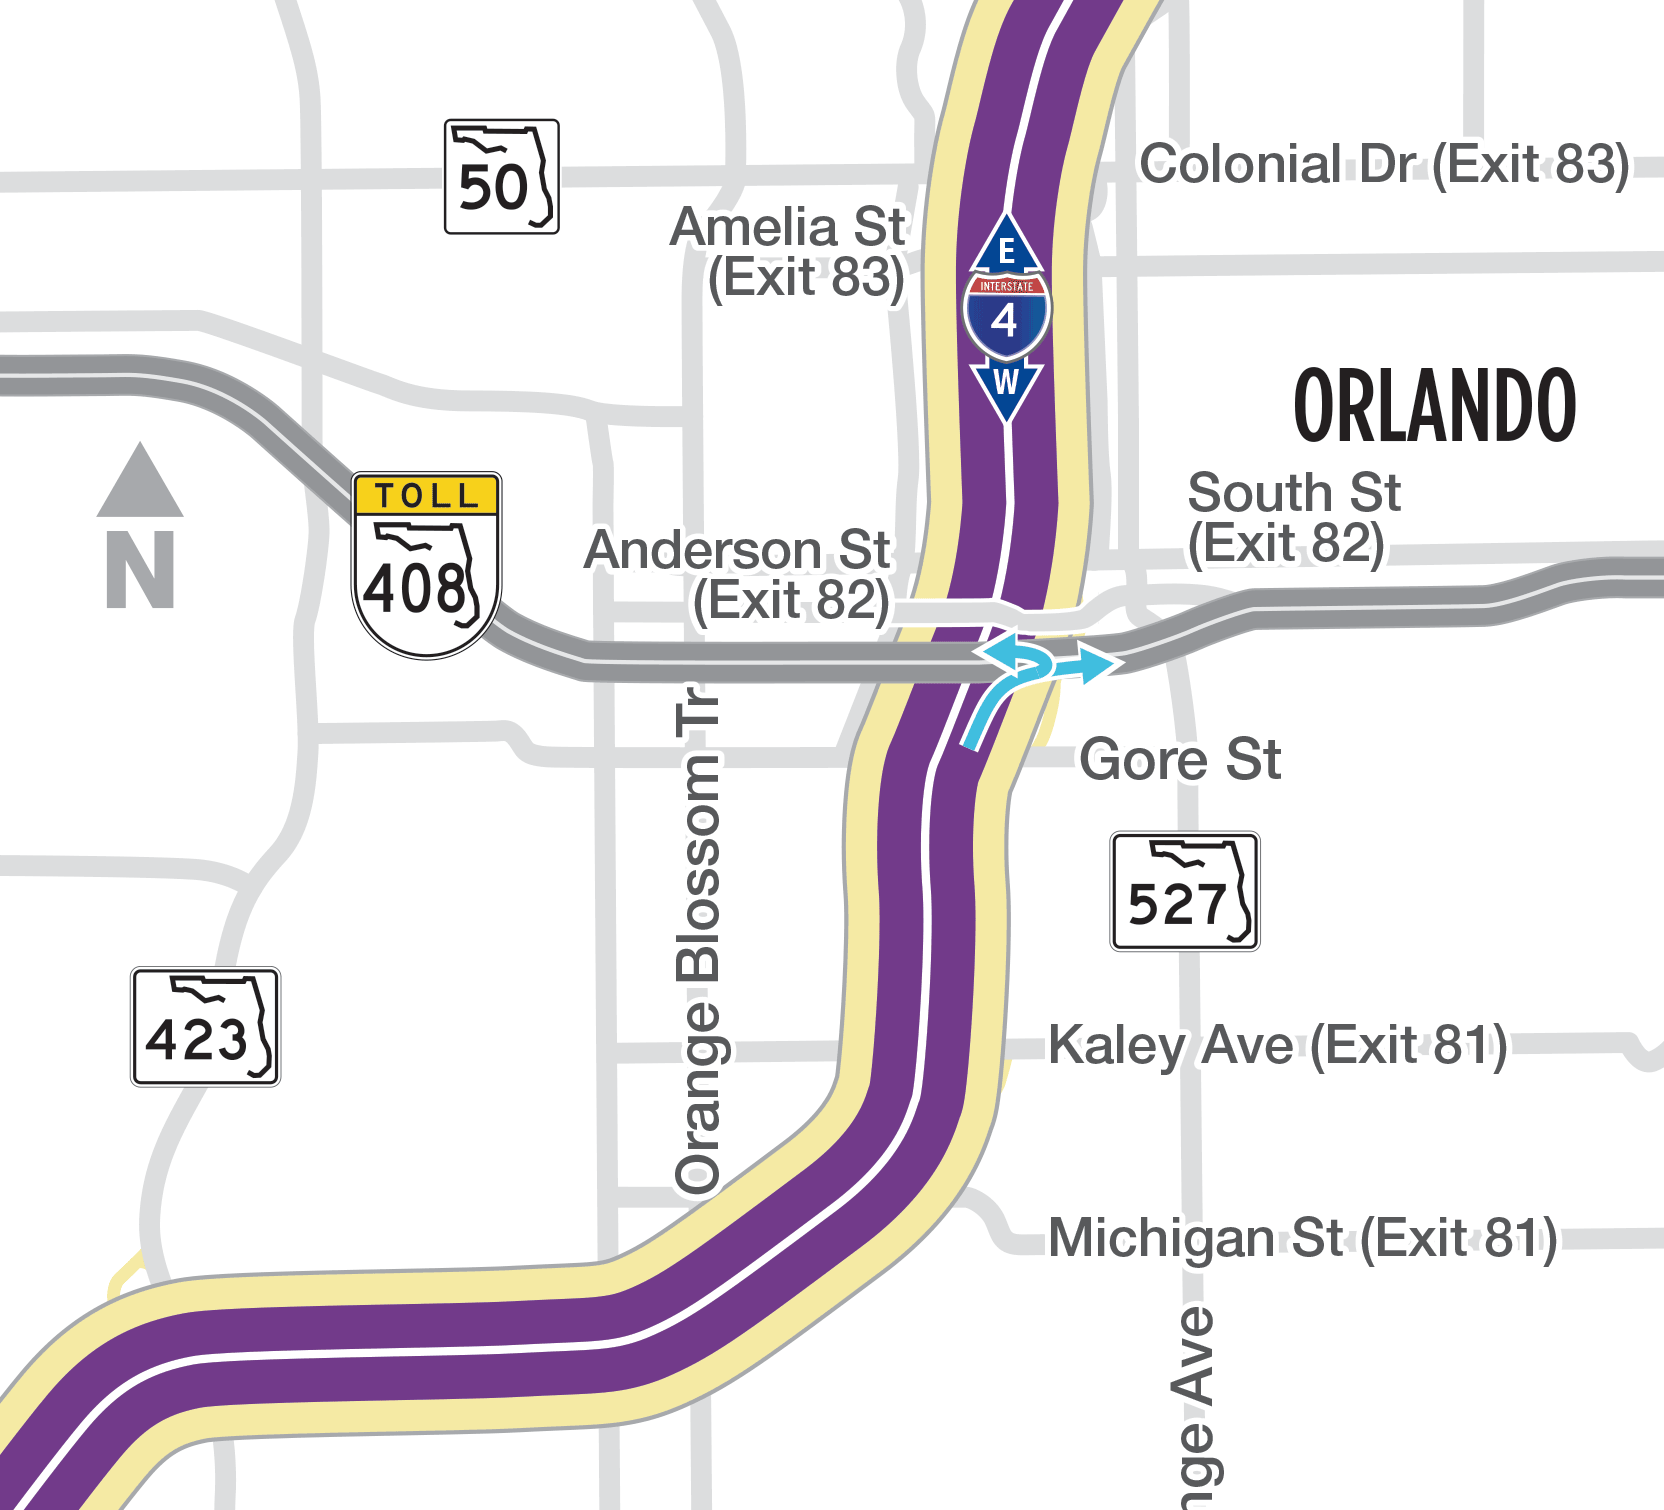 50
Colonial Dr (Exit 83)
Amelia St
(Exit 83)
E
INTERSTATE
4
W
ORLANDO
TOLL
408
N
South St
(Exit 82)
Anderson St
(Exit 82)
Orange Blossom Tr
Gore St
527
423
Kaley Ave (Exit 81)
Michigan St (Exit 81)
nge Ave